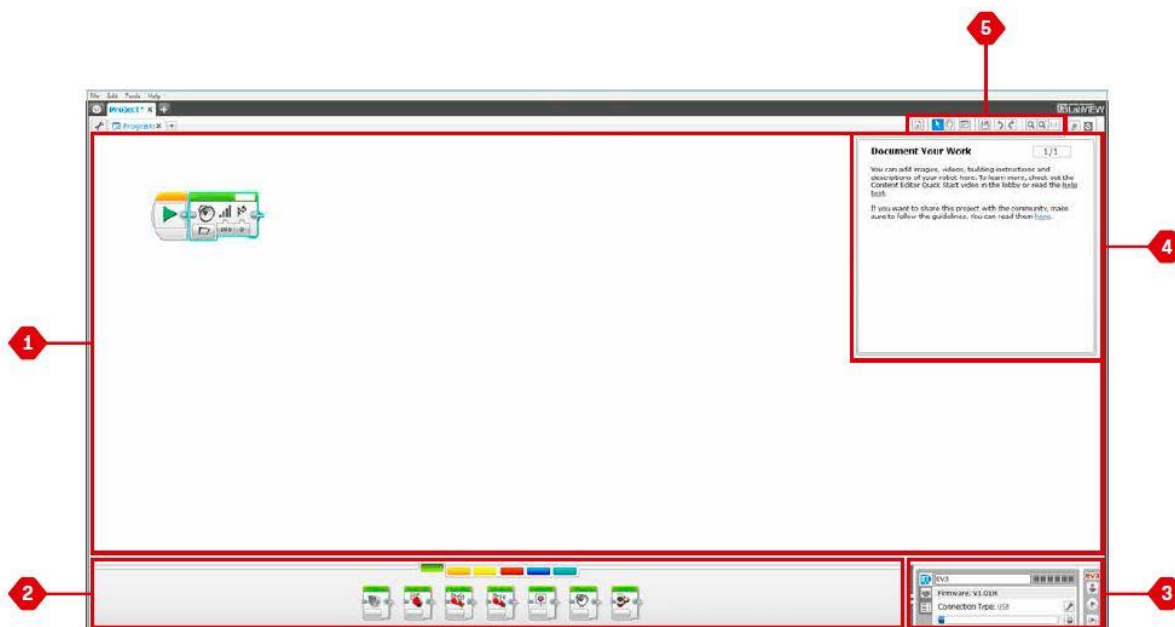 5
File Edit Tools Help
Project* X +
LabVIEW
Program X +
Document Your Work 1/1
You can add images, videos, building instructions and
descriptions of your robot here. To learn more, check out the
Content Editor Quick Start video in the lobby or read the help
text.
If you want to share this project with the community, make
sure to follow the guidelines. You can read them here.
4
100 0
1
2
EV3 EV3
Firmware: V1.01H
Connection Type: USB
3